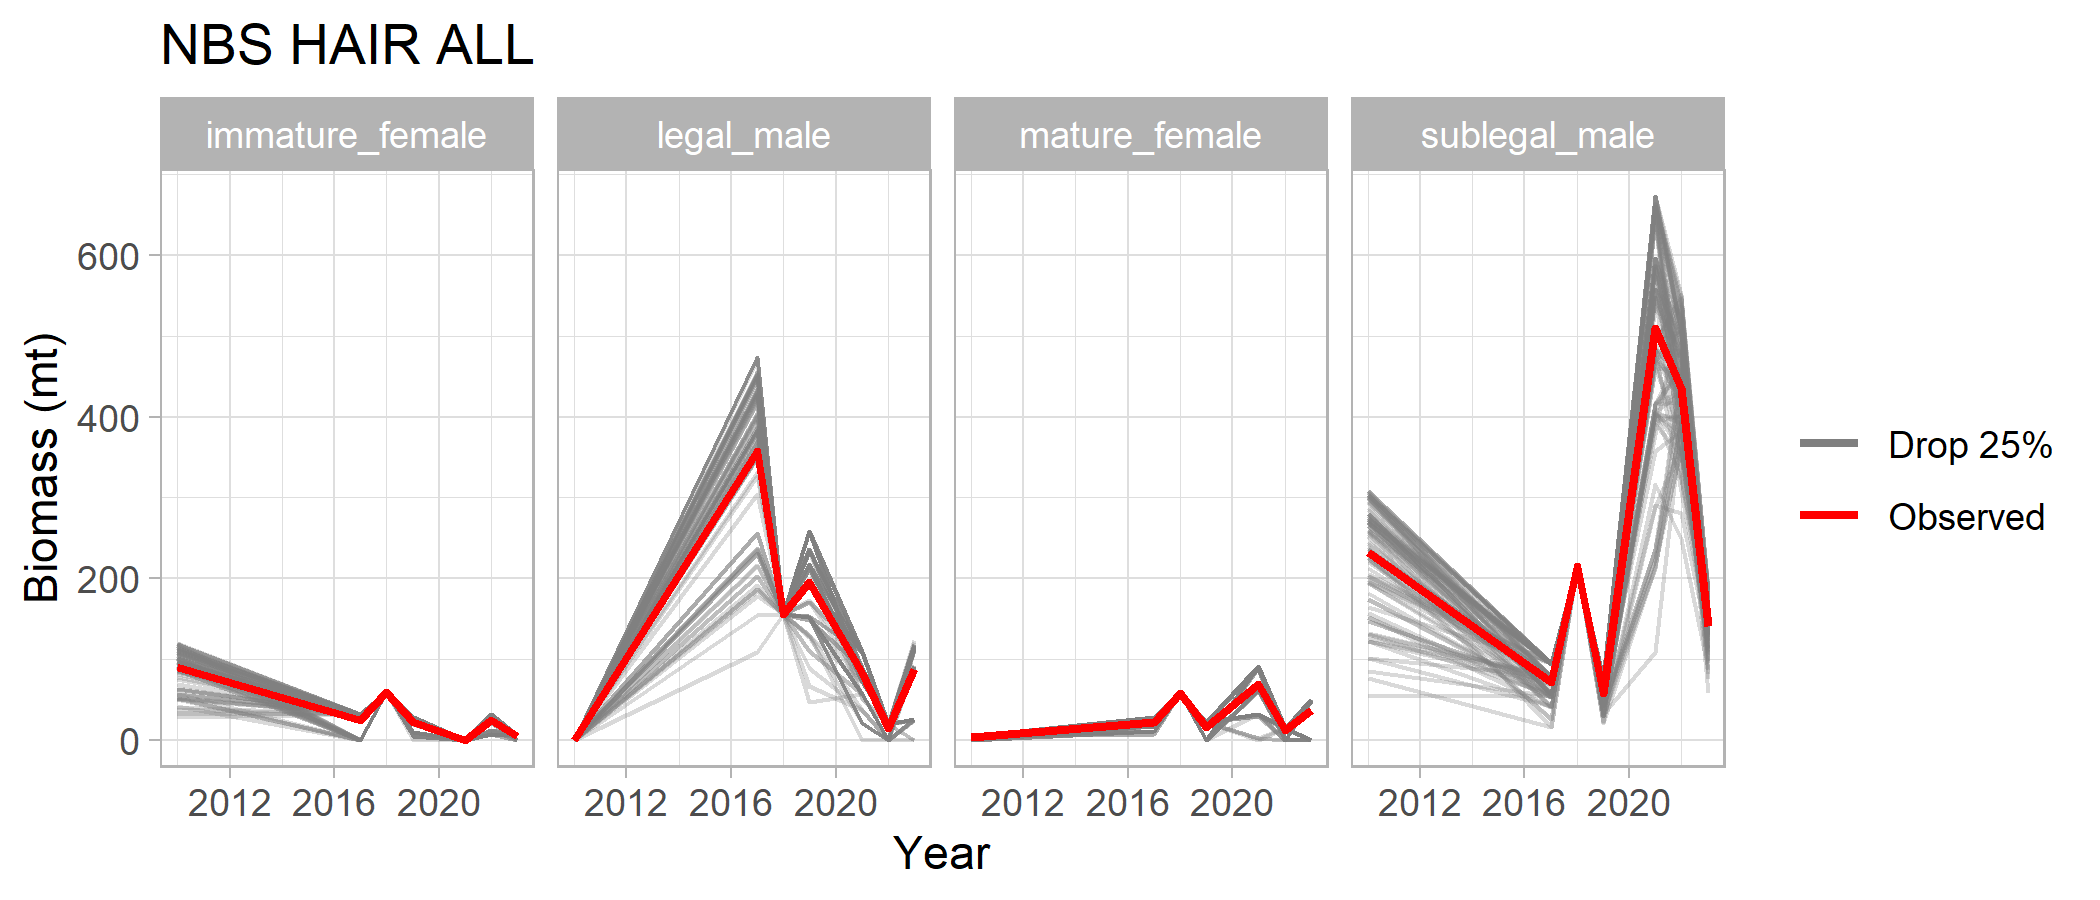 NBS HAIR ALL
immature_female legal_male mature_female sublegal_male
600
400
200
0
Biomass (mt)
2012 2016 2020 2012 2016 2020 2012 2016 2020 2012 2016 2020
Year
Drop 25%
Observed